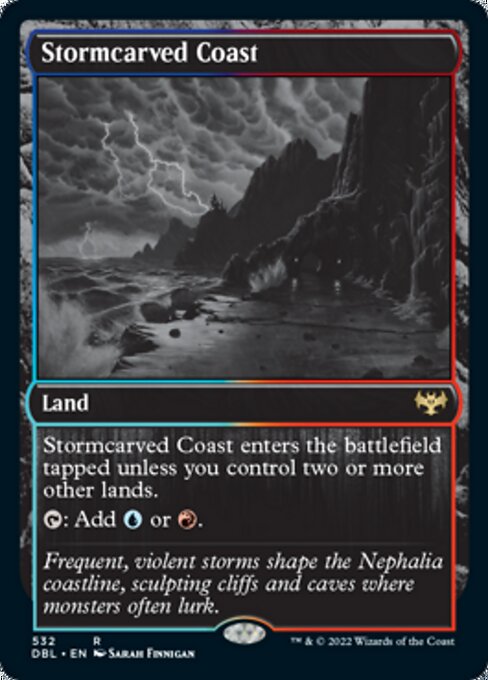 Stormcarved Coast
Land
Stormcarved Coast enters the battlefield
tapped unless you control two or more
other lands.
: Add or .
Frequent, violent storms shape the Nephalia
coastline, sculpting cliffs and caves where
monsters often lurk.
532 R
DBL • EN Sarah Finnigan
™ & © 2022 Wizards of the Coast